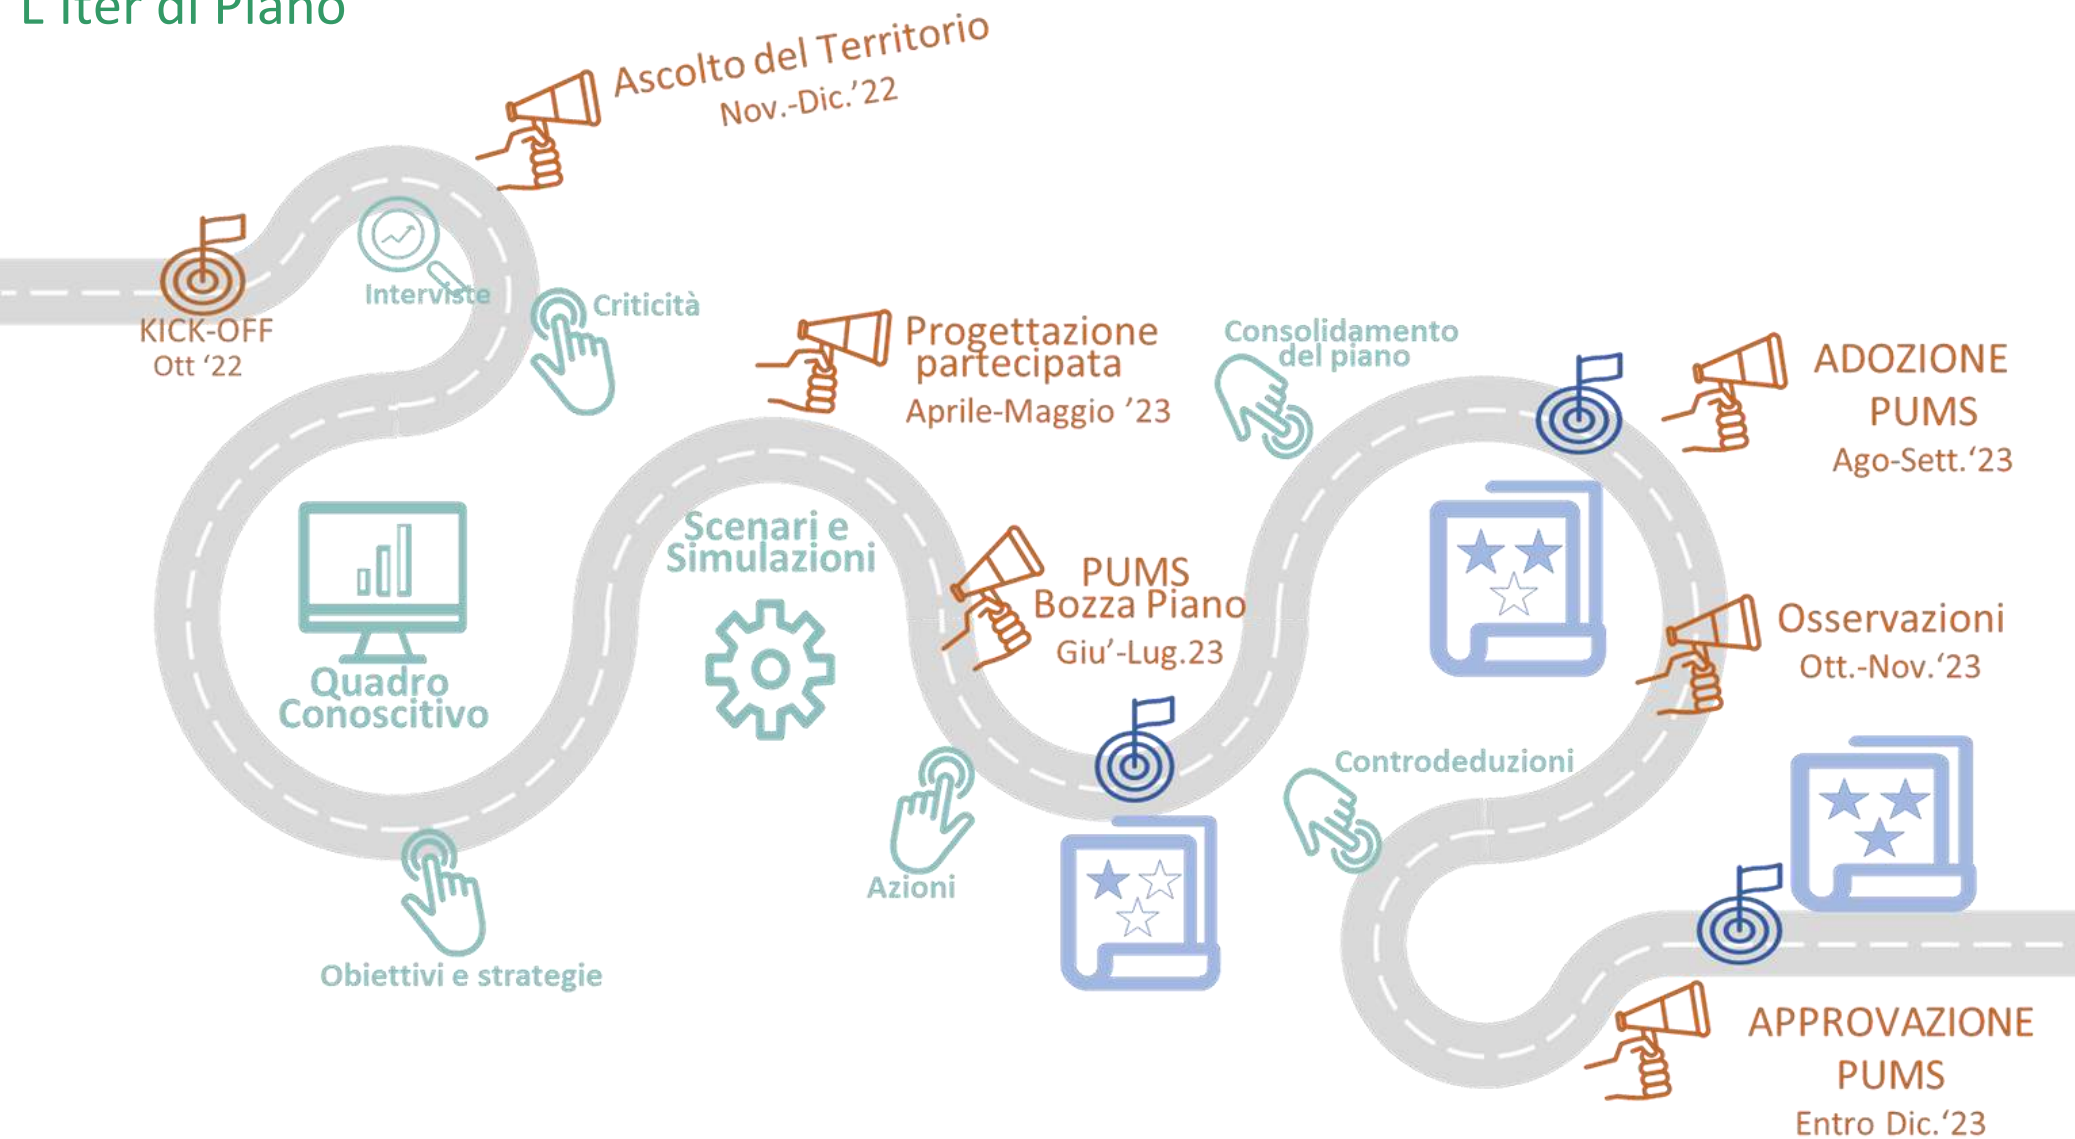 L'Iter di Piano
Ascolto del Territorio
Nov.-Dic.'22
Interviste
KICK-OFF
Ott '22
Criticità
Progettazione
partecipata
Aprile-Maggio '23
Consolidamento
del piano
ADOZIONE
PUMS
Ago-Sett.'23
Scenari e
Simulazioni
PUMS
Bozza Piano
Giu'-Lug.23
Osservazioni
Ott.-Nov.'23
Quadro
Conoscitivo
Controdeduzioni
Azioni
Obiettivi e strategie
APPROVAZIONE
PUMS
Entro Dic.'23